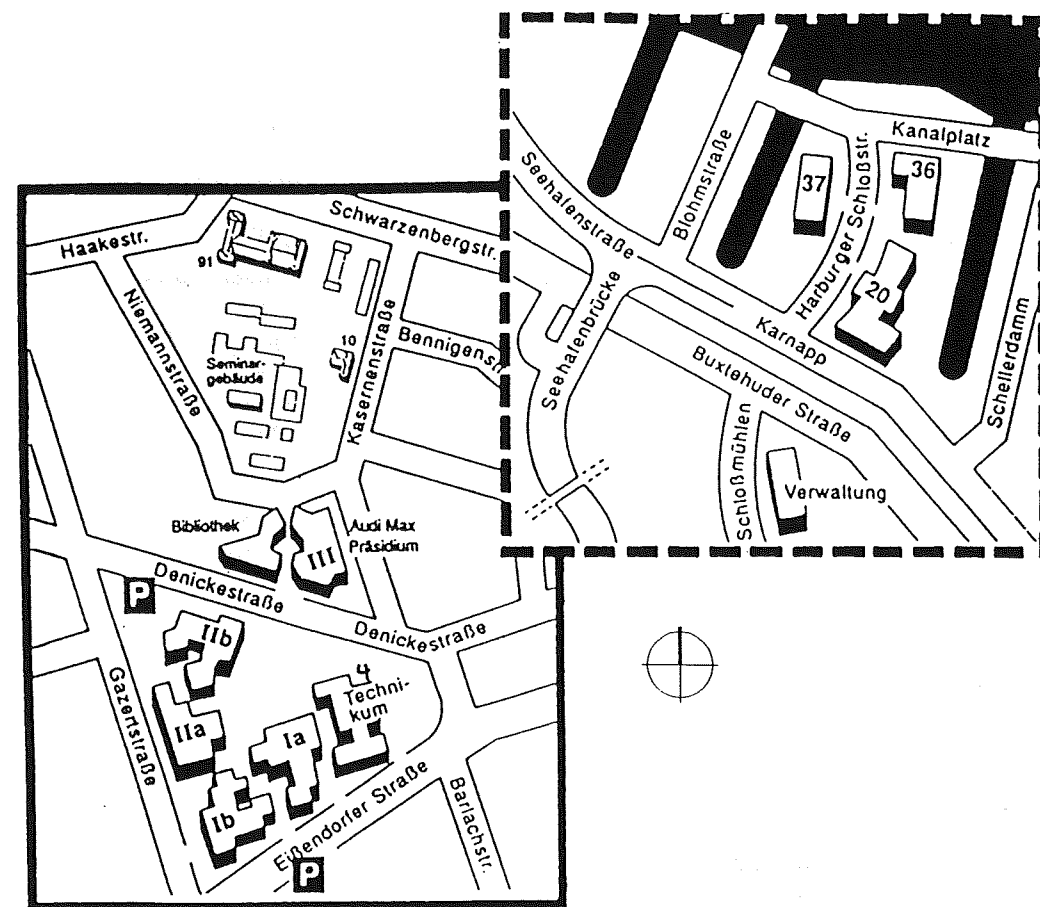 Kanalplatz
Seehafenstraße
Blohmstraße
37
Harburger Schloßstr.
36
20
Karnapp
Schellerdamm
Seehafenbrücke
Buxtehuder Straße
Schloßmühlen
Verwaltung
Haakestr.
Schwarzenbergstr.
91
Niemannstraße
10
Seminar-
gebäude
Kasernenstraße
Bennigenstr
Bibliothek
III
Audi Max
Präsidium
P
Denickestraße
Denickestraße
IIb
Gazertstraße
IIa
4
Techni-
kum
Ia
Ib
Eißendorfer Straße
Barlachstr.
P